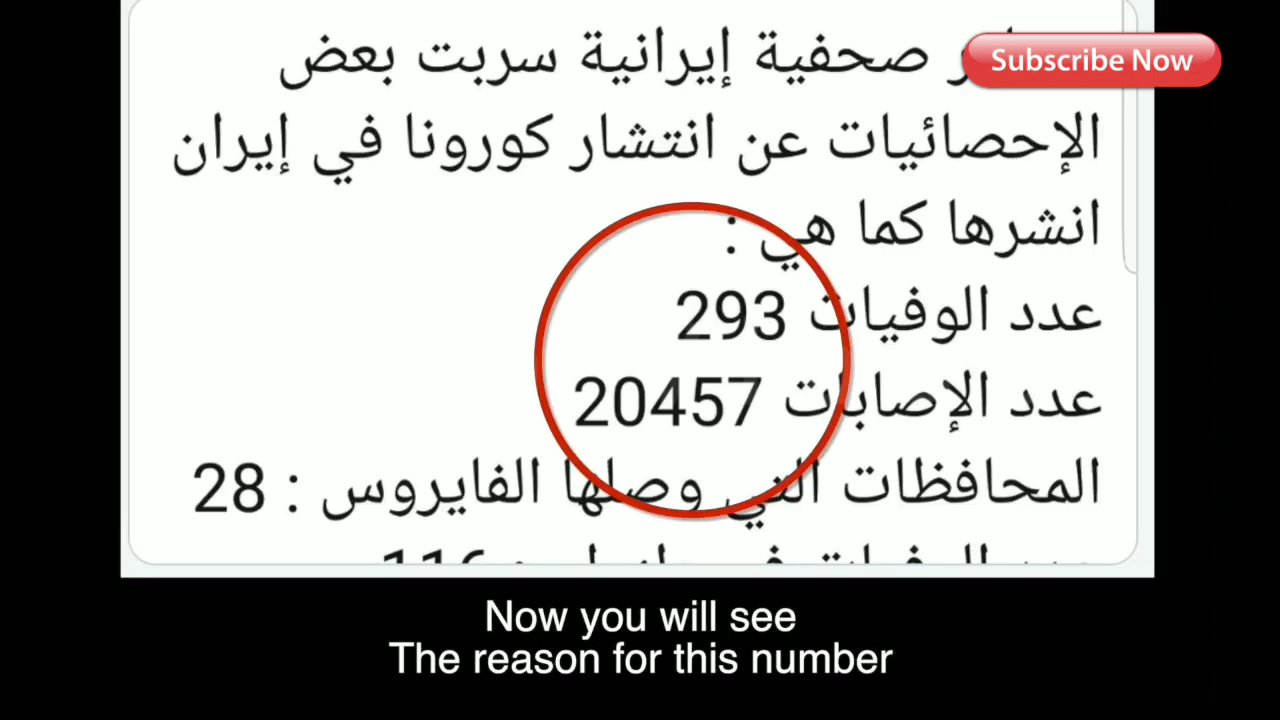 صحفية إيرانية سربت بعض
Subscribe Now
الإحصائيات عن انتشار كورونا في إيران
انشرها كما هي :
عدد الوفيات 293
عدد الإصابات 20457
المحافظات التي وصلها الفايروس : 28
Now you will see
The reason for this number